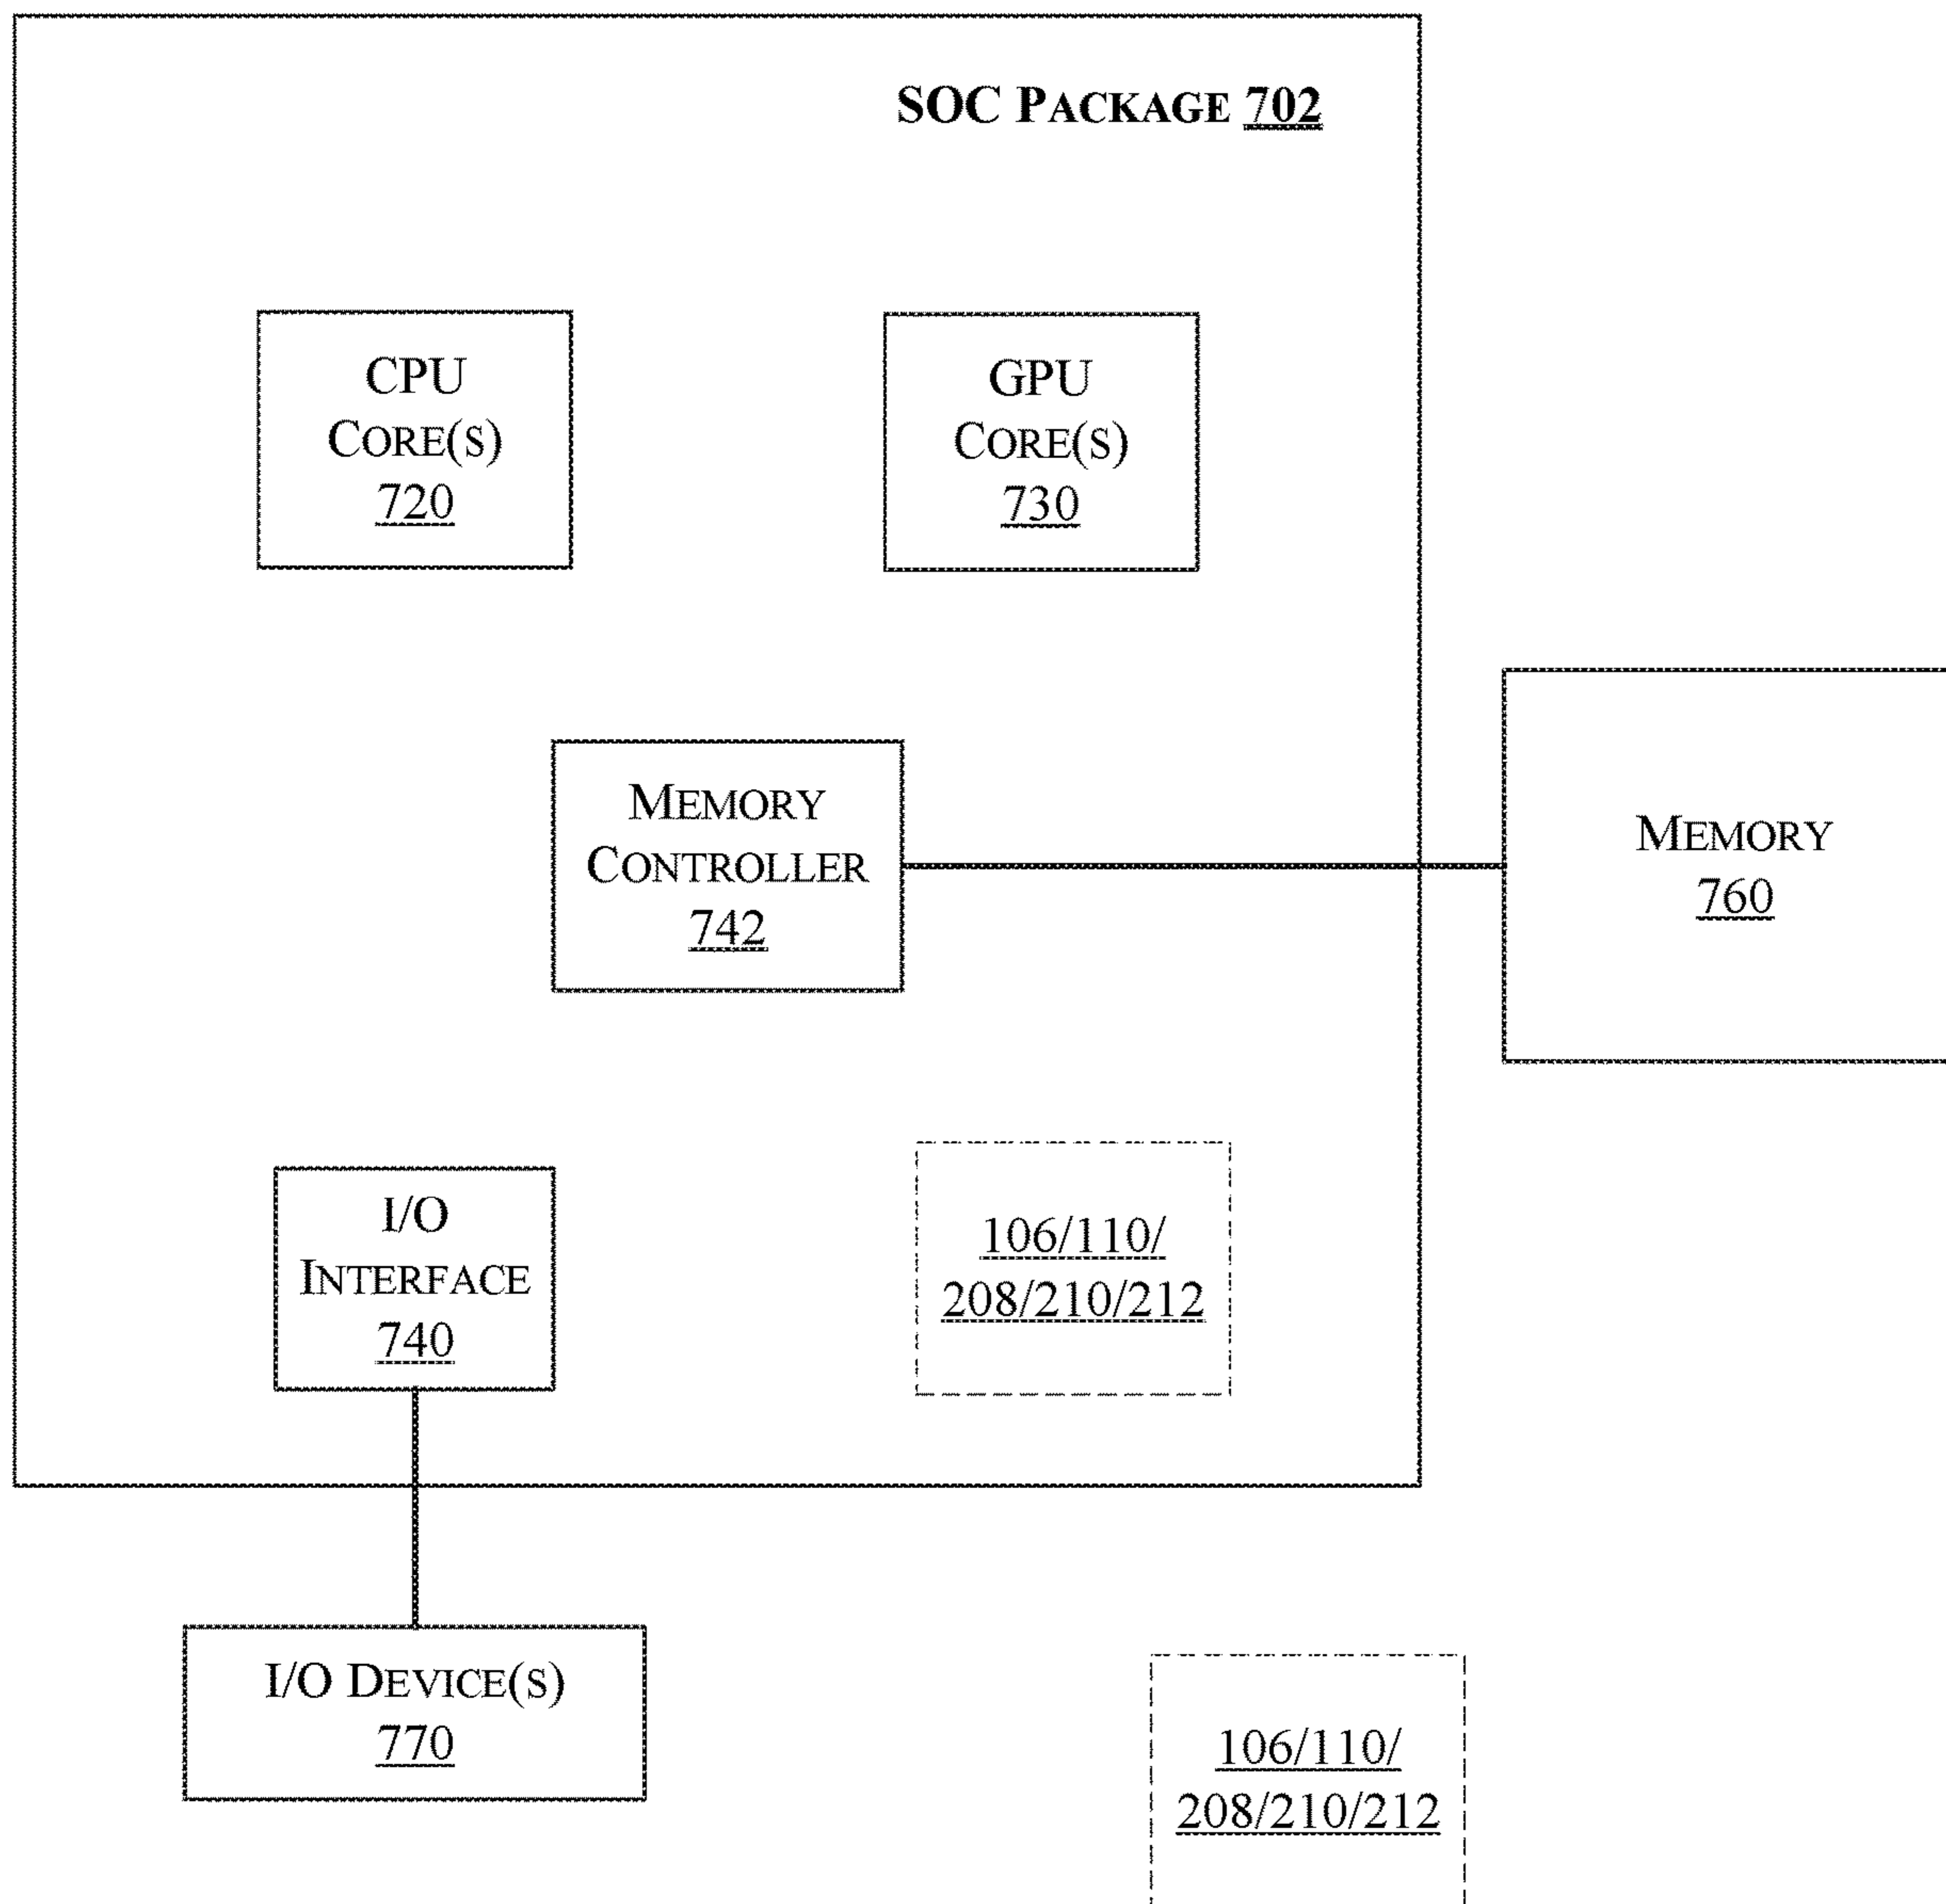 SOC PACKAGE 702
CPU
CORE(S)
720
GPU
CORE(S)
730
MEMORY
CONTROLLER
742
MEMORY
760
I/O
INTERFACE
740
106/110/
208/210/212
I/O DEVICE(S)
770
106/110/
208/210/212